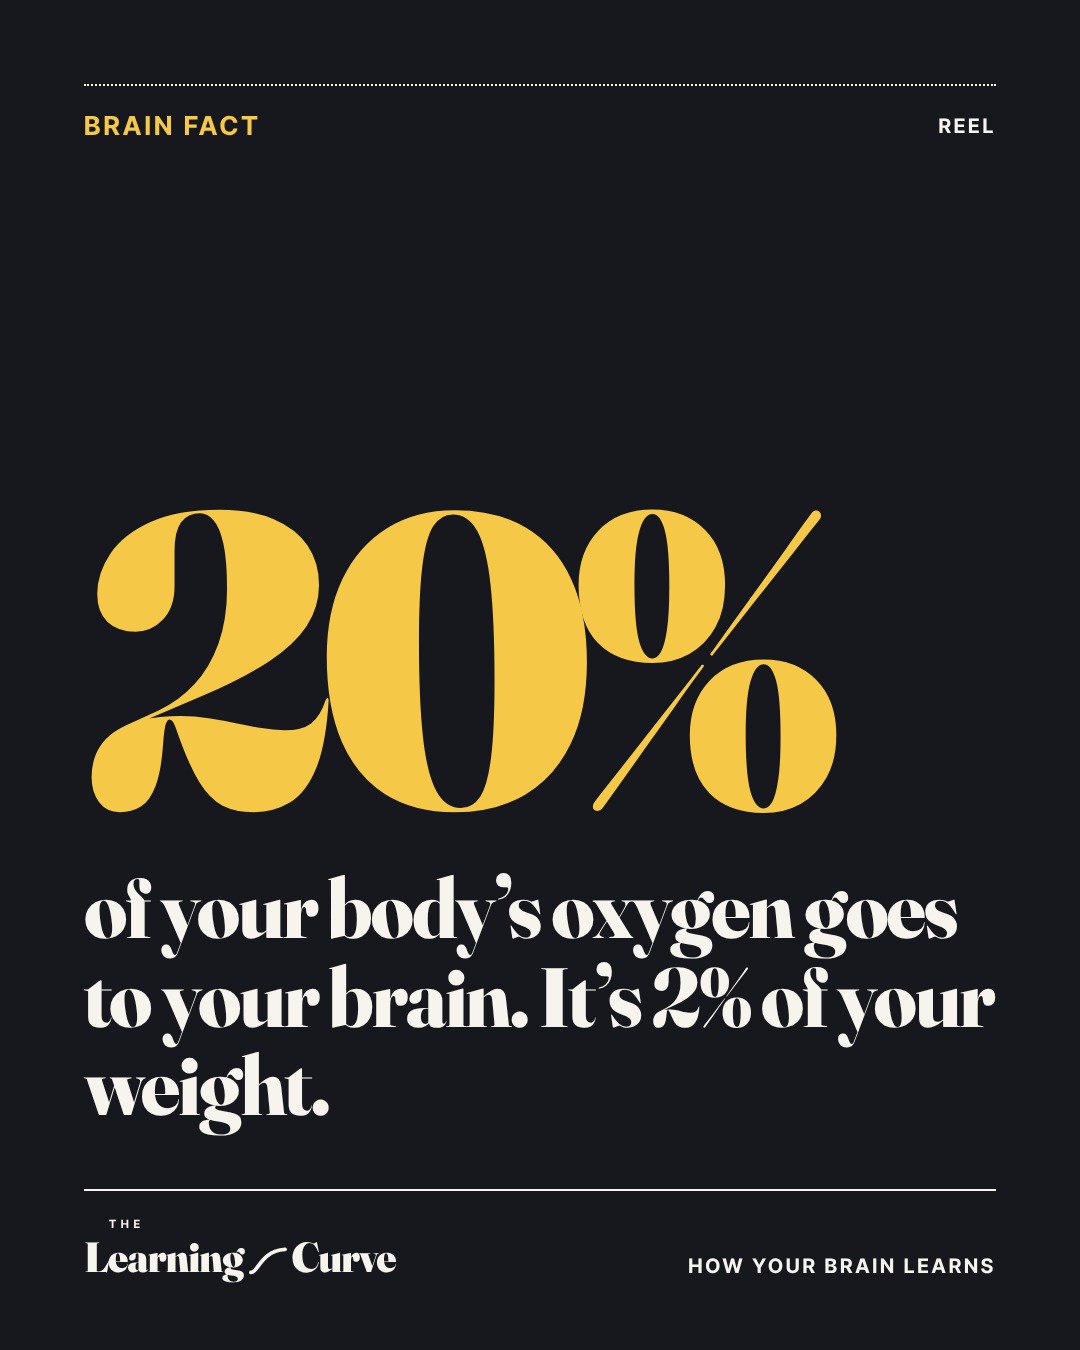 BRAIN FACT
REEL
20%
of your body’s oxygen goes
to your brain. It’s 2% of your
weight.
THE
Learning Curve
HOW YOUR BRAIN LEARNS